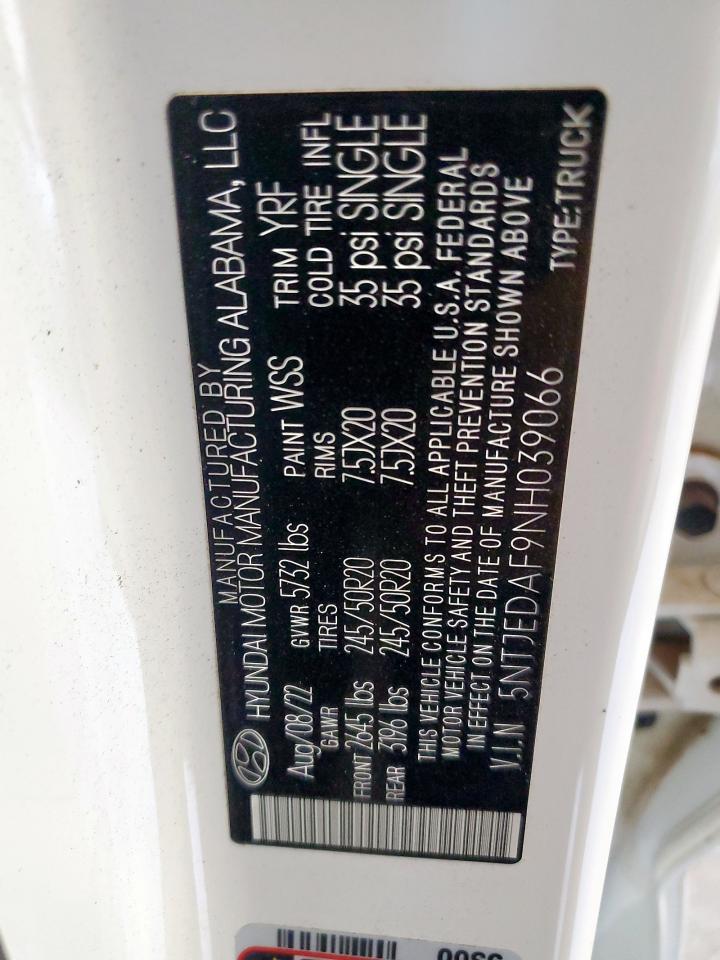 MANUFACTURED BY
HYUNDAI MOTOR MANUFACTURING ALABAMA, LLC
Aug/08/22 GVWR 5732 lbs PAINT WSS TRIM YRF
GAWR TIRES RIMS COLD TIRE INFL
FRONT 2645 lbs 245/50R20 7.5JX20 35 psi SINGLE
REAR 3196 lbs 245/50R20 7.5JX20 35 psi SINGLE
THIS VEHICLE CONFORMS TO ALL APPLICABLE U.S.A. FEDERAL
MOTOR VEHICLE SAFETY AND THEFT PREVENTION STANDARDS
IN EFFECT ON THE DATE OF MANUFACTURE SHOWN ABOVE
V.I.N 5NTJEDAF9NH039066 TYPE:TRUCK